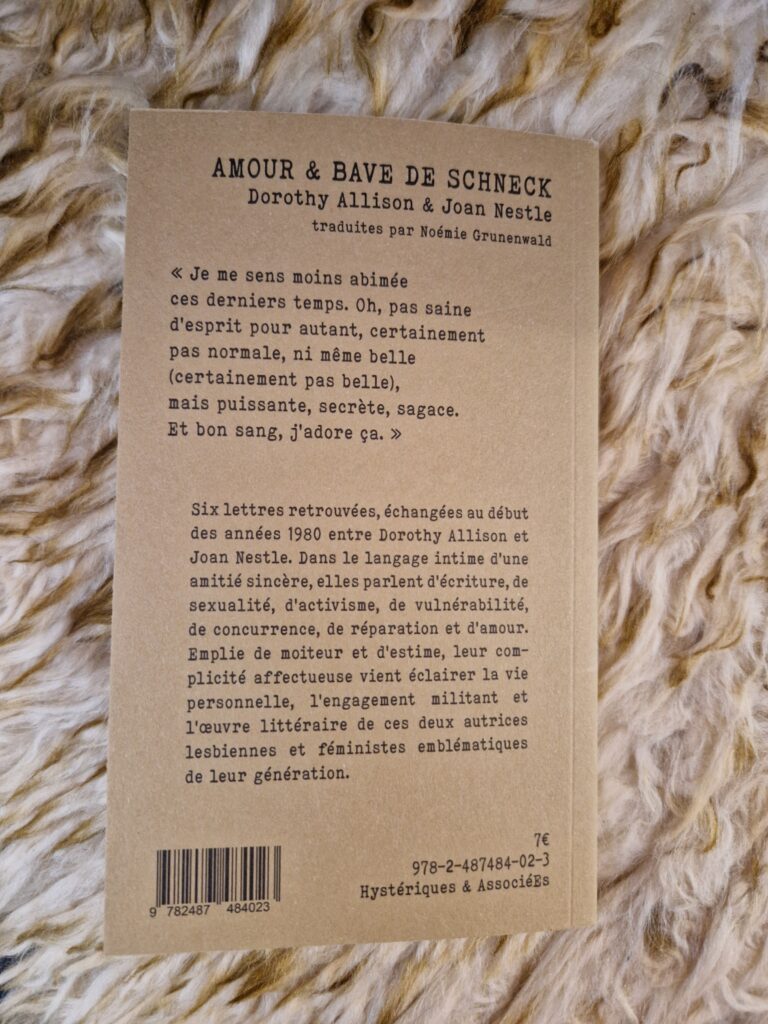 AMOUR & BAVE DE SCHNECK
Dorothy Allison & Joan Nestle
traduites par Noémie Grunenwald
« Je me sens moins abimée
ces derniers temps. Oh, pas saine
d'esprit pour autant, certainement
pas normale, ni même belle
(certainement pas belle),
mais puissante, secrète, sagace.
Et bon sang, j'adore ça. »
Six lettres retrouvées, échangées au début
des années 1980 entre Dorothy Allison et
Joan Nestle. Dans le langage intime d'une
amitié sincère, elles parlent d'écriture, de
sexualité, d'activisme, de vulnérabilité,
de concurrence, de réparation et d'amour.
Emplie de moiteur et d'estime, leur com-
plicité affectueuse vient éclairer la vie
personnelle, l'engagement militant et
l'œuvre littéraire de ces deux autrices
lesbiennes et féministes emblématiques
de leur génération.
7€
978-2-487484-02-3
Hystériques & AssociéEs
9 782487 484023